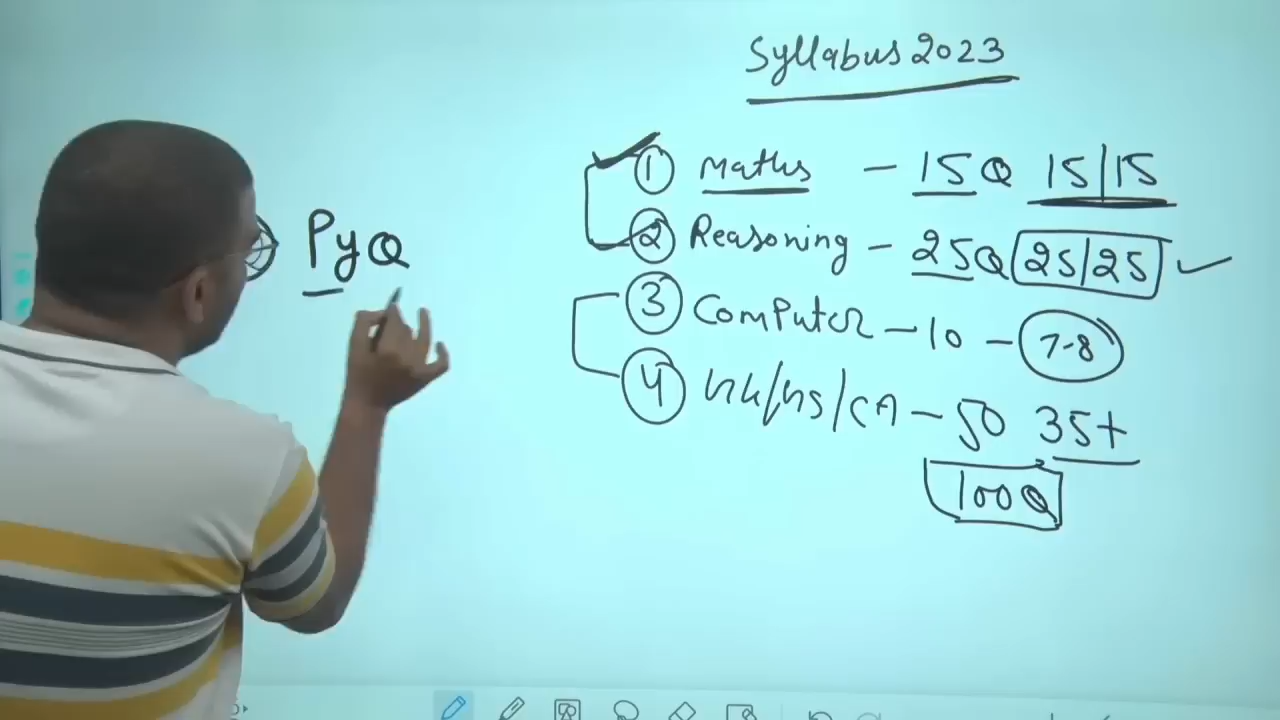 Syllabus 2023
PyQ
① Maths - 15Q 15|15
② Reasoning - 25Q 25|25 ✓
③ Computer - 10 - 7-8
④ GK/GS/CA - 50 35+
100Q